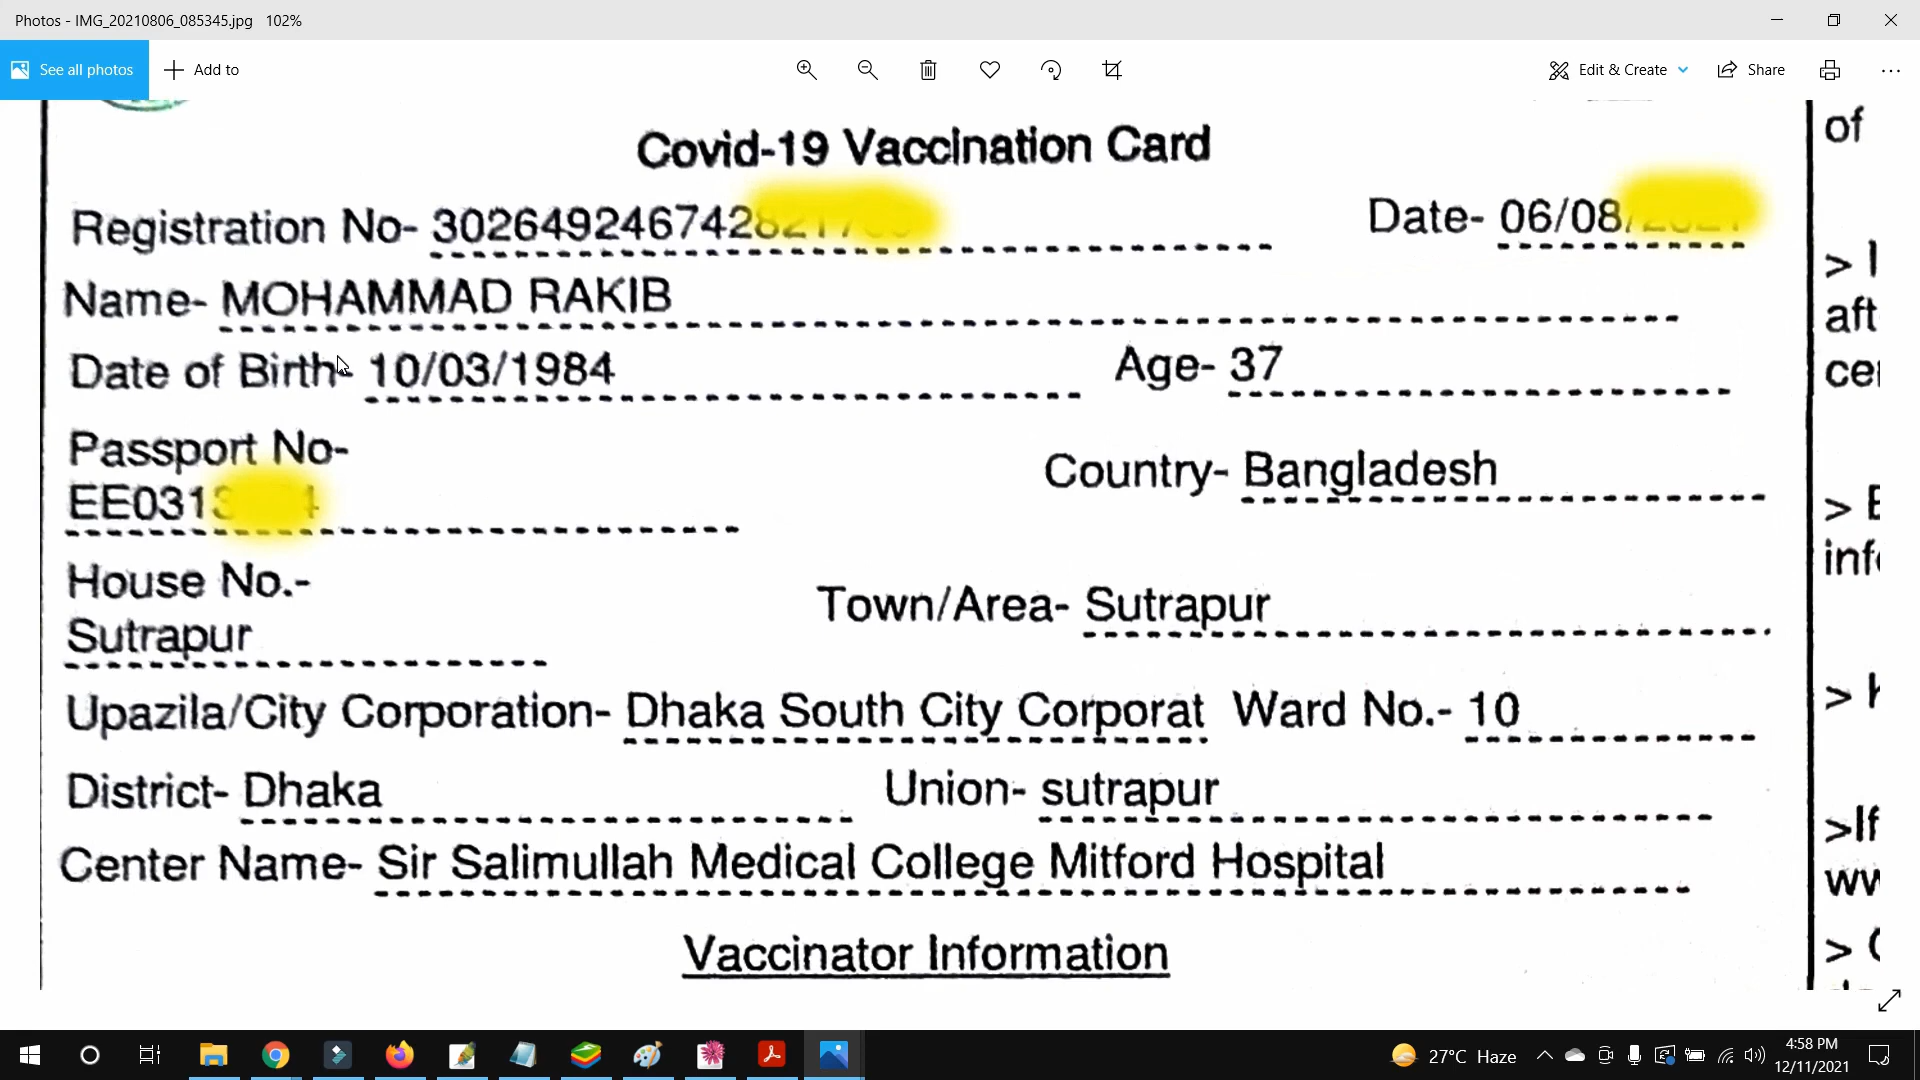 Photos - IMG_20210806_085345.jpg 102%
See all photos
Add to
Edit & Create
Share
Covid-19 Vaccination Card
of
Registration No- Date- 06/08/
Name- MOHAMMAD RAKIB
> I
aft
Date of Birth- 10/03/1984 Age- 37
Passport No-
Country- Bangladesh
House No.-
Sutrapur
Town/Area- Sutrapur
Upazila/City Corporation- Dhaka South City Corporat Ward No.- 10
District- Dhaka Union- sutrapur
>If
Center Name- Sir Salimullah Medical College Mitford Hospital
Vaccinator Information
27°C Haze
4:58 PM
12/11/2021